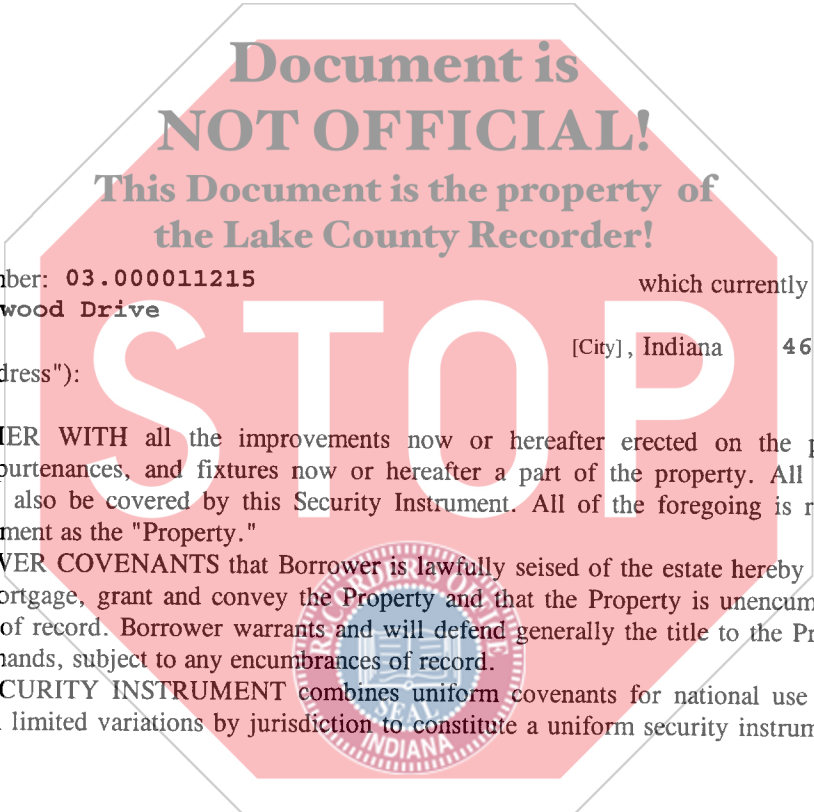 Document is
NOT OFFICIAL!
This Document is the property of
the Lake County Recorder!
nber: 03.000011215 which currently
wood Drive
[City], Indiana 46
dress"):
STOP
IER WITH all the improvements now or hereafter erected on the p
purtenances, and fixtures now or hereafter a part of the property. All
also be covered by this Security Instrument. All of the foregoing is r
ment as the "Property."
VER COVENANTS that Borrower is lawfully seised of the estate hereby
ortgage, grant and convey the Property and that the Property is unencum
of record. Borrower warrants and will defend generally the title to the Pr
nands, subject to any encumbrances of record.
CURITY INSTRUMENT combines uniform covenants for national use
limited variations by jurisdiction to constitute a uniform security instrum
RECORDER'S OFFICE
SEAL
INDIANA